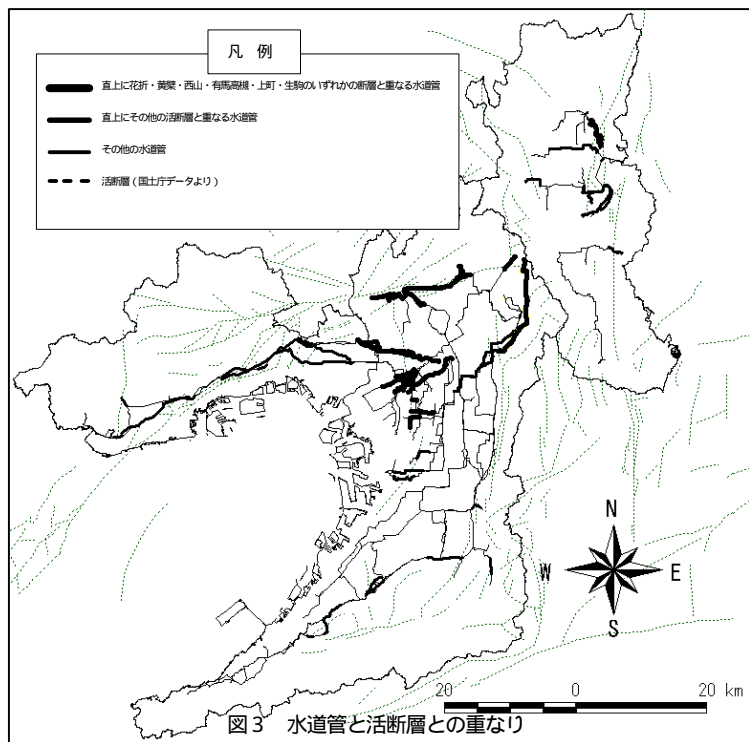 凡 例
直上に花折・黄檗・西山・有馬高槻・上町・生駒のいずれかの断層と重なる水道管
直上にその他の活断層と重なる水道管
その他の水道管
活断層(国土庁データより)
N
W E
S
20 0 20 km
図3 水道管と活断層との重なり